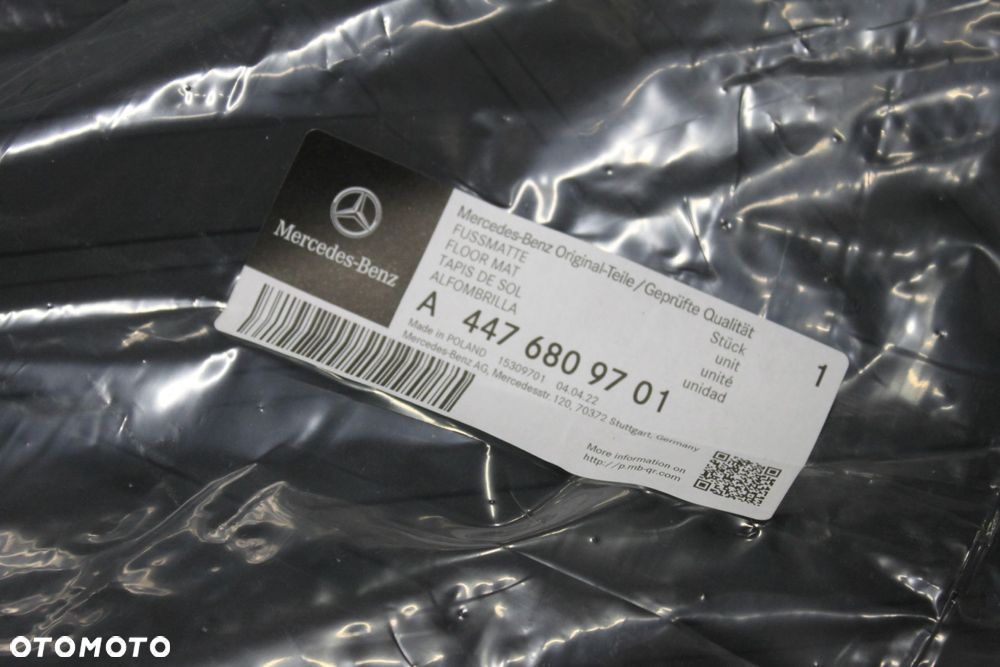 Mercedes-Benz
Mercedes-Benz Original-Teile / Geprüfte Qualität
FUSSMATTE
FLOOR MAT
TAPIS DE SOL
ALFOMBRILLA
Stück
unit
unité
unidad
1
A 447 680 97 01
Made in POLAND 15309701 04.04.22
Mercedes-Benz AG, Mercedesstr. 120, 70372 Stuttgart, Germany
More information on
http://p.mb-qr.com
OTOMOTO